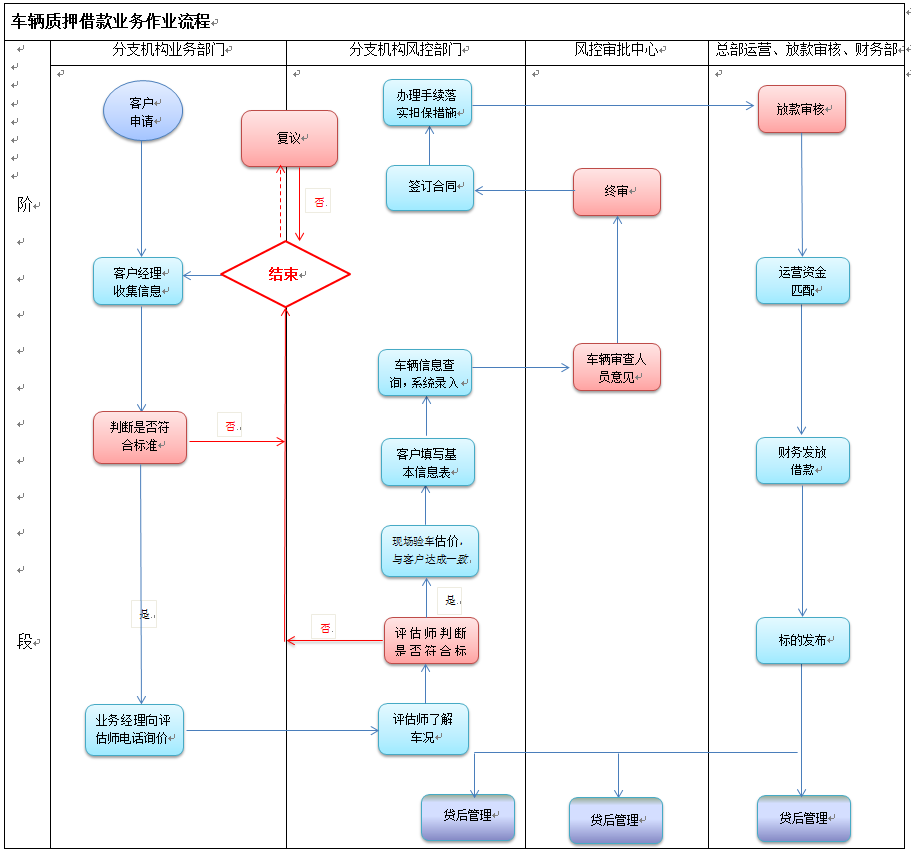 车辆质押借款业务作业流程
分支机构业务部门
分支机构风控部门
风控审批中心
总部运营、放款审核、财务部
阶
段
客户
申请
客户经理
收集信息
判断是否符
合标准
否.
是.
业务经理向评
估师电话询价
复议
否.
结束
办理手续落
实担保措施
签订合同
车辆信息查
询，系统录入
客户填写基
本信息表
现场验车估价，
与客户达成一致.
是.
评估师判断
是否符合标
否.
评估师了解
车况
贷后管理
终审
车辆审查人
员意见
贷后管理
放款审核
运营资金
匹配
财务发放
借款
标的发布
贷后管理